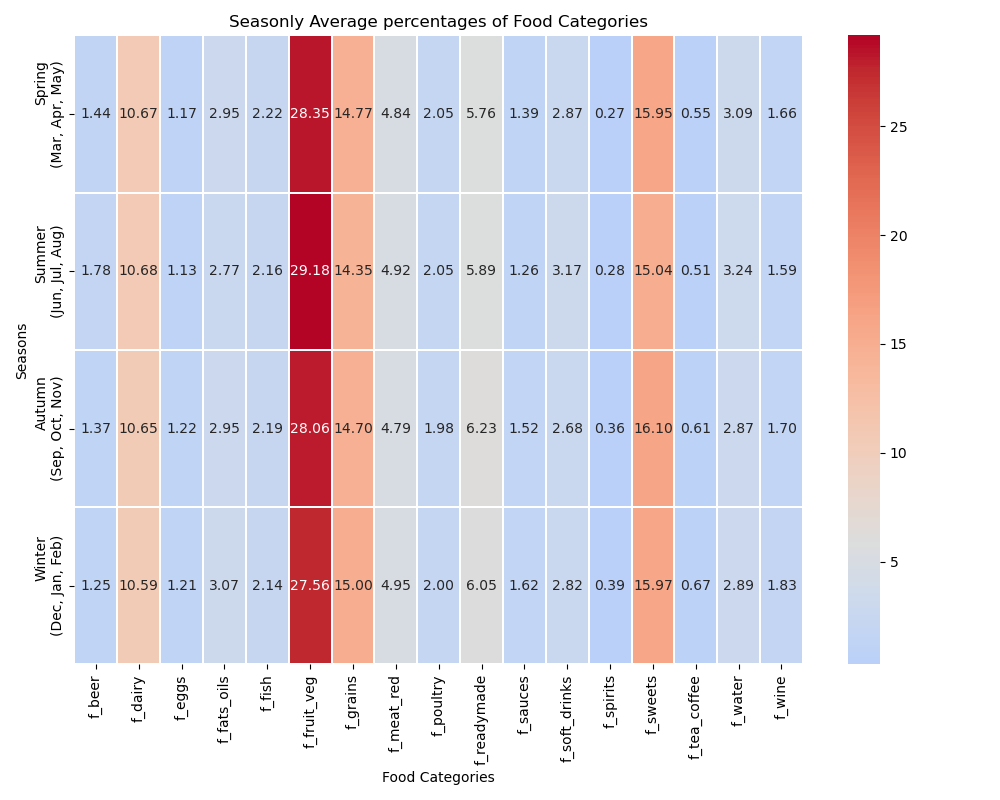 Seasonly Average percentages of Food Categories
Seasons
Spring
(Mar, Apr, May)
1.44 10.67 1.17 2.95 2.22 28.35 14.77 4.84 2.05 5.76 1.39 2.87 0.27 15.95 0.55 3.09 1.66
Summer
(Jun, Jul, Aug)
1.78 10.68 1.13 2.77 2.16 29.18 14.35 4.92 2.05 5.89 1.26 3.17 0.28 15.04 0.51 3.24 1.59
Autumn
(Sep, Oct, Nov)
1.37 10.65 1.22 2.95 2.19 28.06 14.70 4.79 1.98 6.23 1.52 2.68 0.36 16.10 0.61 2.87 1.70
Winter
(Dec, Jan, Feb)
1.25 10.59 1.21 3.07 2.14 27.56 15.00 4.95 2.00 6.05 1.62 2.82 0.39 15.97 0.67 2.89 1.83
f_beer
f_dairy
f_eggs
f_fats_oils
f_fish
f_fruit_veg
f_grains
f_meat_red
f_poultry
f_readymade
f_sauces
f_soft_drinks
f_spirits
f_sweets
f_tea_coffee
f_water
f_wine
Food Categories
25
20
15
10
5